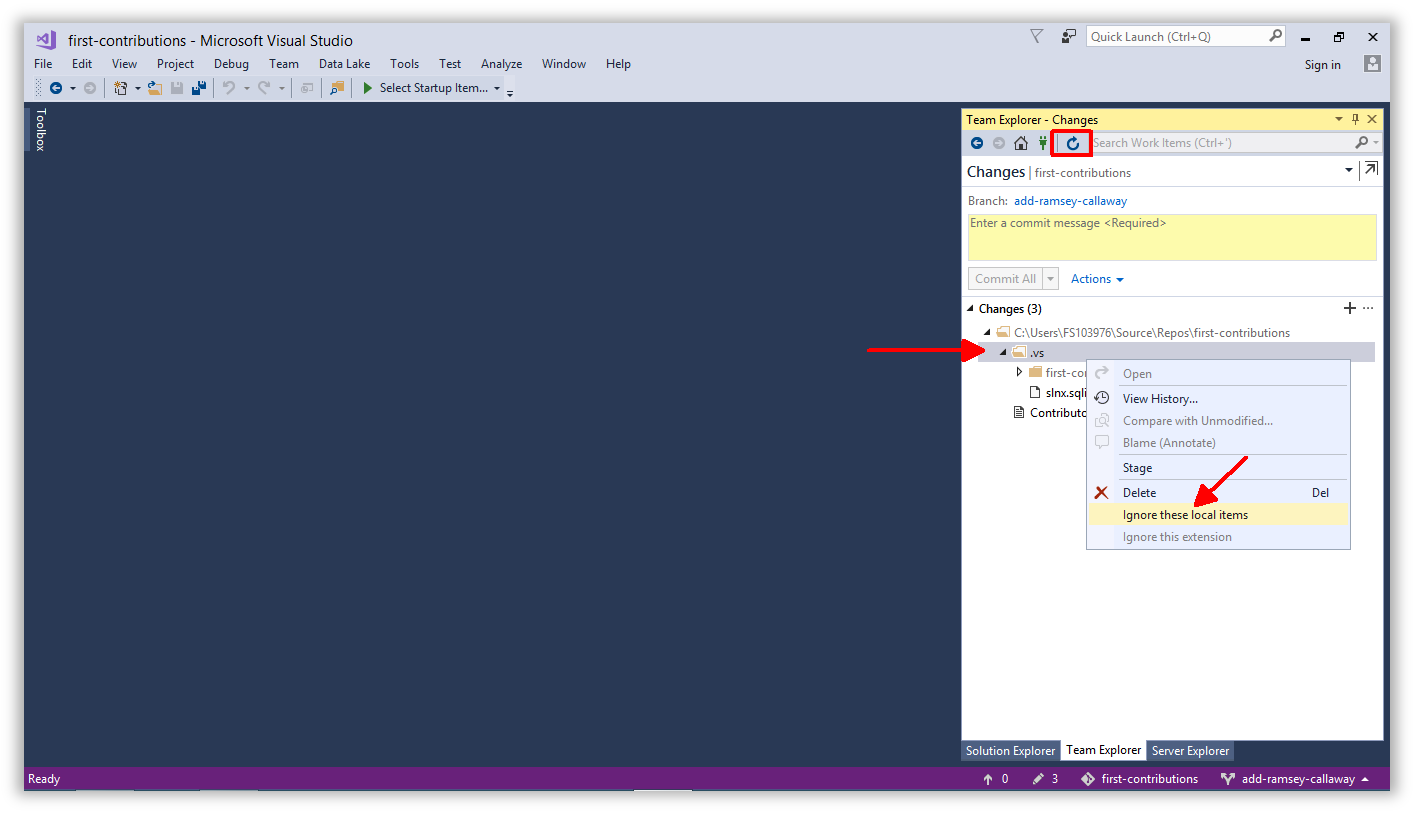 first-contributions - Microsoft Visual Studio
Quick Launch (Ctrl+Q)
File Edit View Project Debug Team Data Lake Tools Test Analyze Window Help
Sign in
Select Startup Item...
Toolbox
Team Explorer - Changes
Search Work Items (Ctrl+')
Changes | first-contributions
Branch: add-ramsey-callaway
Enter a commit message <Required>
Commit All Actions
Changes (3)
C:\Users\FS103976\Source\Repos\first-contributions
.vs
first-co
slnx.sqli
Contributo
Open
View History...
Compare with Unmodified...
Blame (Annotate)
Stage
Delete Del
Ignore these local items
Ignore this extension
Solution Explorer Team Explorer Server Explorer
Ready
0 3 first-contributions add-ramsey-callaway